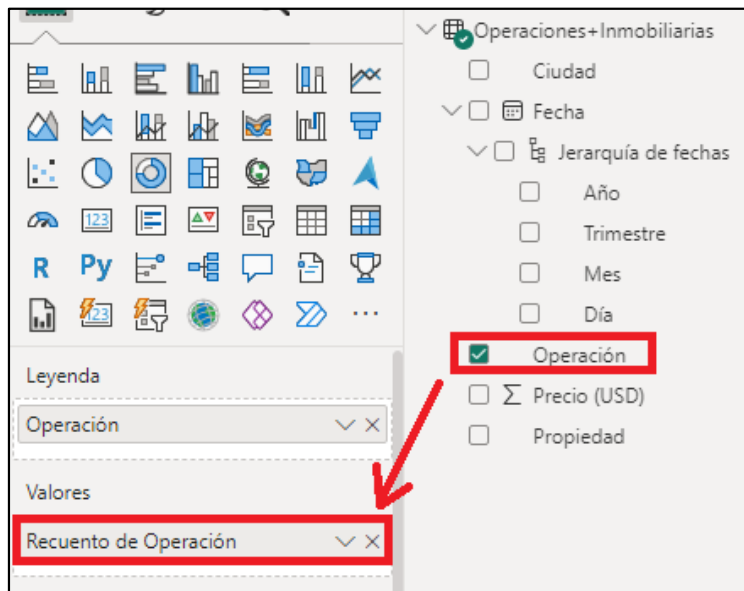 123
R
Py
123
Leyenda
Operación
Valores
Recuento de Operación
Operaciones+Inmobiliarias
Ciudad
Fecha
Jerarquía de fechas
Año
Trimestre
Mes
Día
Operación
Σ Precio (USD)
Propiedad